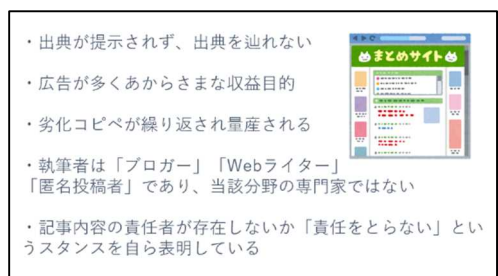 ・出典が提示されず、出典を辿れない
まとめサイト
・広告が多くあからさまな収益目的
・劣化コピペが繰り返され量産される
・執筆者は「ブロガー」「Webライター」
「匿名投稿者」であり、当該分野の専門家ではない
・記事内容の責任者が存在しないか「責任をとらない」とい
うスタンスを自ら表明している